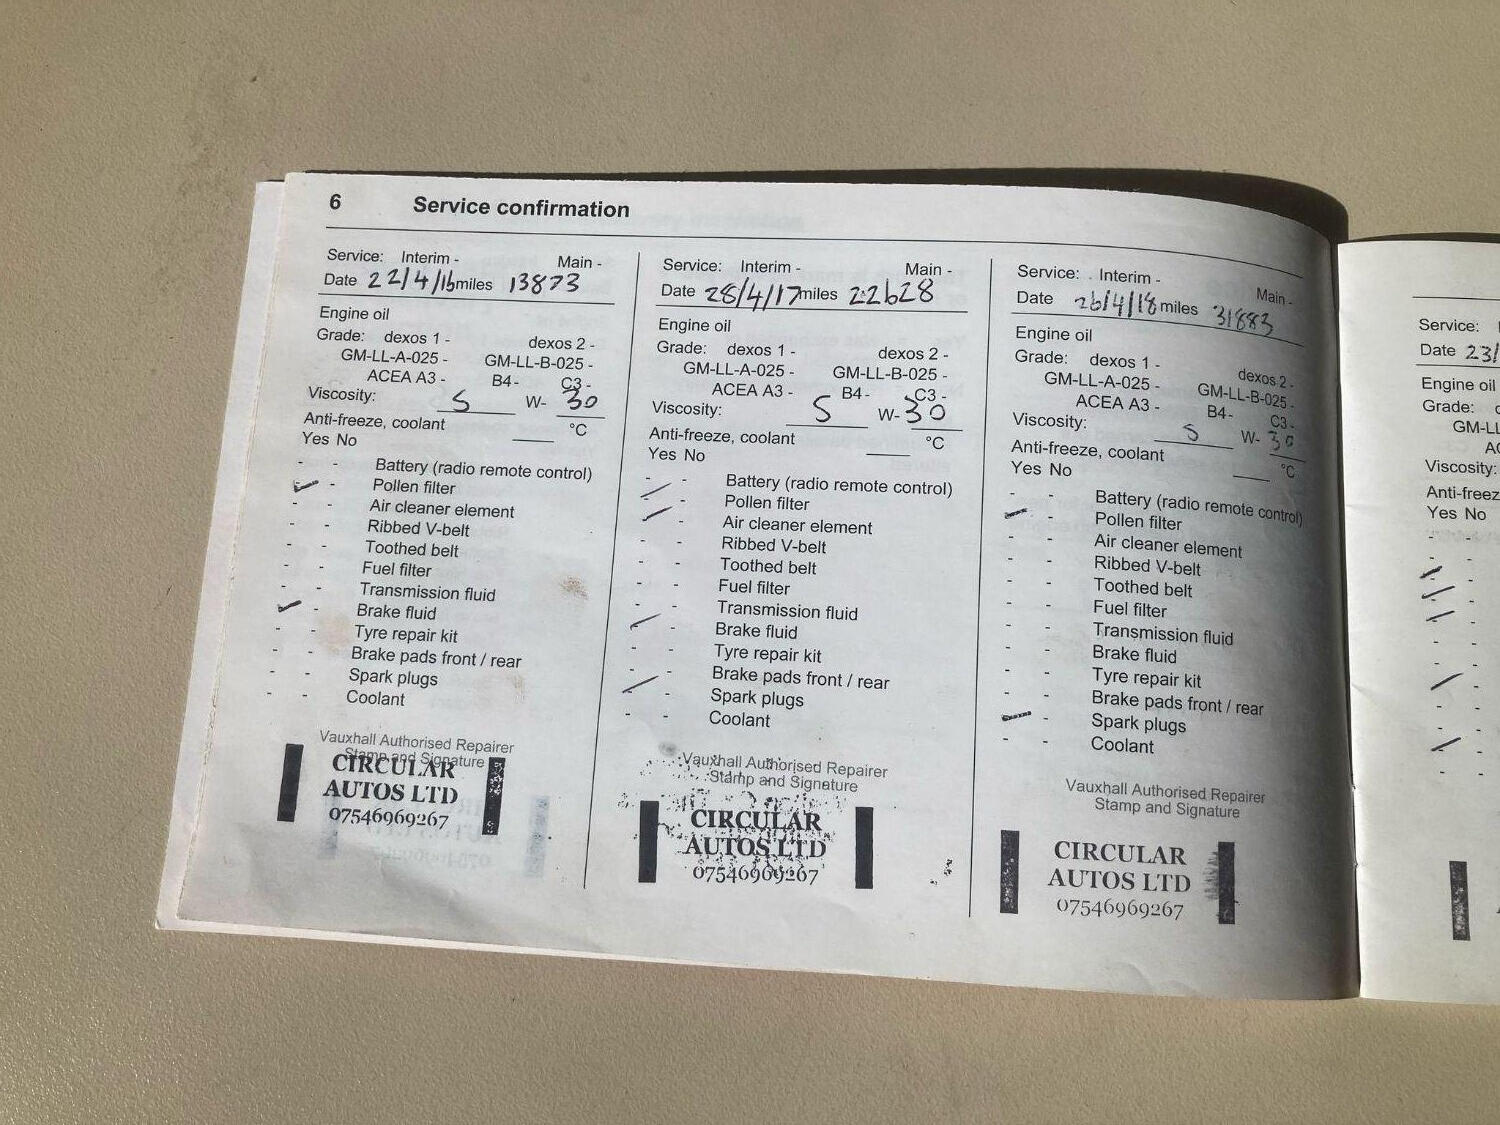 6 Service confirmation
Service: Interim - Main -
Date 22/4/16 miles 13873
Engine oil
Grade: dexos 1 - dexos 2 -
GM-LL-A-025 - GM-LL-B-025 -
ACEA A3 - B4- C3 -
Viscosity: 5 W- 30
Anti-freeze, coolant °C
Yes No
- - Battery (radio remote control)
- Pollen filter
- - Air cleaner element
- - Ribbed V-belt
- - Toothed belt
- - Fuel filter
- - Transmission fluid
- Brake fluid
- - Tyre repair kit
- - Brake pads front / rear
- - Spark plugs
- - Coolant
Vauxhall Authorised Repairer
Stamp and Signature
CIRCULAR
AUTOS LTD
07546969267
Service: Interim - Main -
Date 28/4/17 miles 22628
Engine oil
Grade: dexos 1 - dexos 2 -
GM-LL-A-025 - GM-LL-B-025 -
ACEA A3 - B4- C3 -
Viscosity: 5 W- 30
Anti-freeze, coolant °C
Yes No
- - Battery (radio remote control)
- Pollen filter
- Air cleaner element
- - Ribbed V-belt
- - Toothed belt
- - Fuel filter
- - Transmission fluid
- Brake fluid
- - Tyre repair kit
- - Brake pads front / rear
- Spark plugs
- - Coolant
Vauxhall Authorised Repairer
Stamp and Signature
CIRCULAR
AUTOS LTD
07546969267
Service: Interim - Main -
Date 26/4/18 miles 31883
Engine oil
Grade: dexos 1 - dexos 2 -
GM-LL-A-025 - GM-LL-B-025 -
ACEA A3 - B4- C3 -
Viscosity: 5 W- 30
Anti-freeze, coolant °C
Yes No
- - Battery (radio remote control)
- Pollen filter
- - Air cleaner element
- - Ribbed V-belt
- - Toothed belt
- - Fuel filter
- - Transmission fluid
- - Brake fluid
- - Tyre repair kit
- - Brake pads front / rear
- Spark plugs
- - Coolant
Vauxhall Authorised Repairer
Stamp and Signature
CIRCULAR
AUTOS LTD
07546969267
Service:
Date 23/
Engine oil
Grade:
GM-LL
Viscosity:
Anti-freez
Yes No